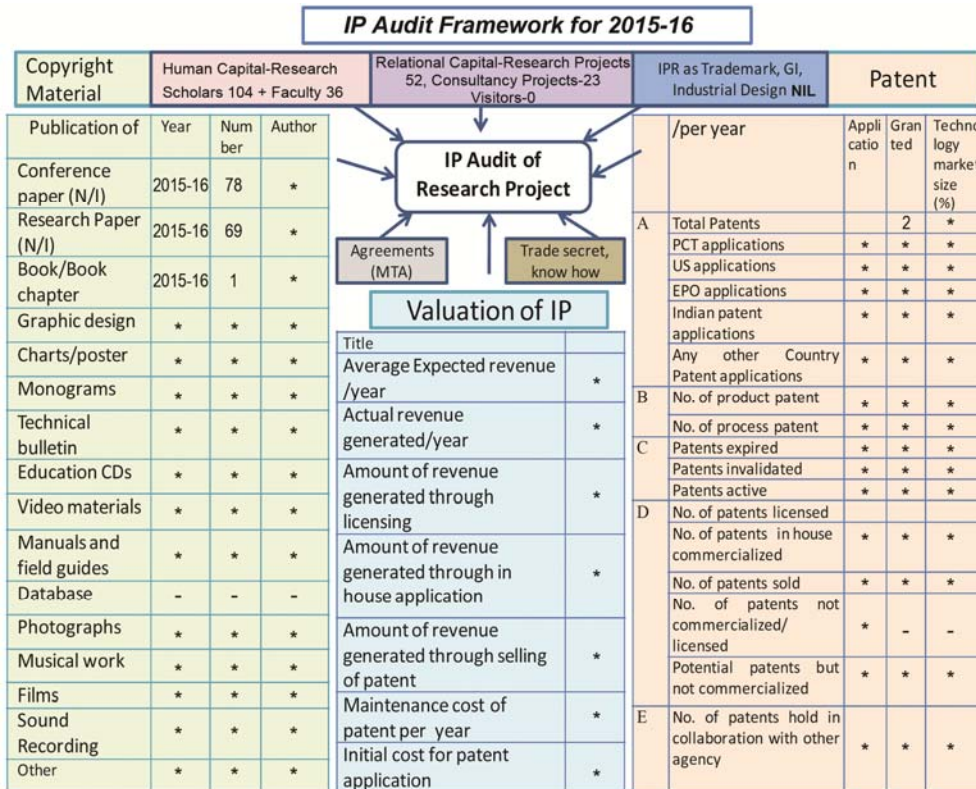 IP Audit Framework for 2015-16
Copyright
Material
Human Capital-Research
Scholars 104 + Faculty 36
Relational Capital-Research Projects
52, Consultancy Projects-23
Visitors-0
IPR as Trademark, GI,
Industrial Design NIL
Patent
Publication of Year Num
ber Author
Conference
paper (N/I) 2015-16 78 *
Research Paper
(N/I) 2015-16 69 *
Book/Book
chapter 2015-16 1 *
Graphic design * * *
Charts/poster * * *
Monograms * * *
Technical
bulletin * * *
Education CDs * * *
Video materials * * *
Manuals and
field guides * * *
Database - - -
Photographs * * *
Musical work * * *
Films * * *
Sound
Recording * * *
Other * * *
IP Audit of
Research Project
Agreements
(MTA)
Trade secret,
know how
Valuation of IP
Title
Average Expected revenue
/year *
Actual revenue
generated/year *
Amount of revenue
generated through
licensing *
Amount of revenue
generated through in
house application *
Amount of revenue
generated through selling
of patent *
Maintenance cost of
patent per year *
Initial cost for patent
application *
/per year Appli
catio
n Gran
ted Techno
logy
market
size
(%)
A Total Patents 2 *
PCT applications * * *
US applications * * *
EPO applications * * *
Indian patent
applications * * *
Any other Country
Patent applications * * *
B No. of product patent * * *
No. of process patent * * *
C Patents expired * * *
Patents invalidated * * *
Patents active * * *
D No. of patents licensed
No. of patents in house
commercialized * * *
No. of patents sold * * *
No. of patents not
commercialized/
licensed * - -
Potential patents but
not commercialized * * *
E No. of patents hold in
collaboration with other
agency * * *